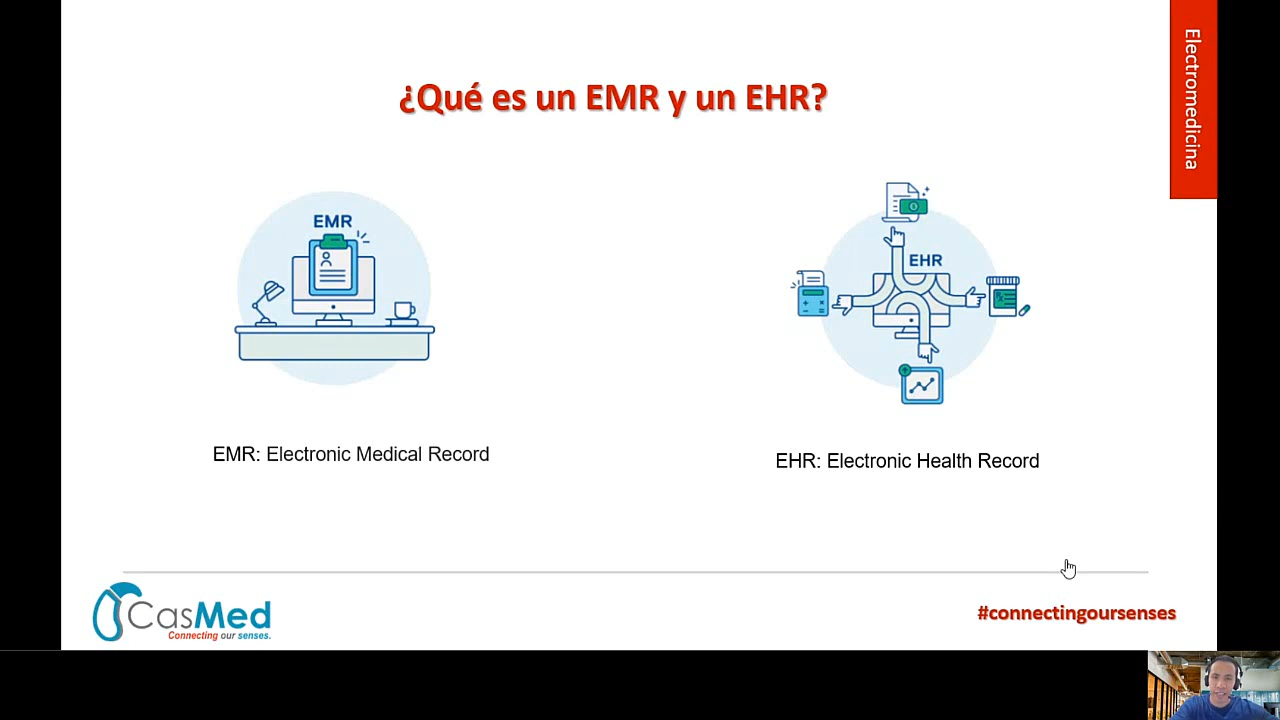 ¿Qué es un EMR y un EHR?
Electromedicina
EMR
EHR
EMR: Electronic Medical Record
EHR: Electronic Health Record
CasMed
Connecting our senses.
#connectingoursenses